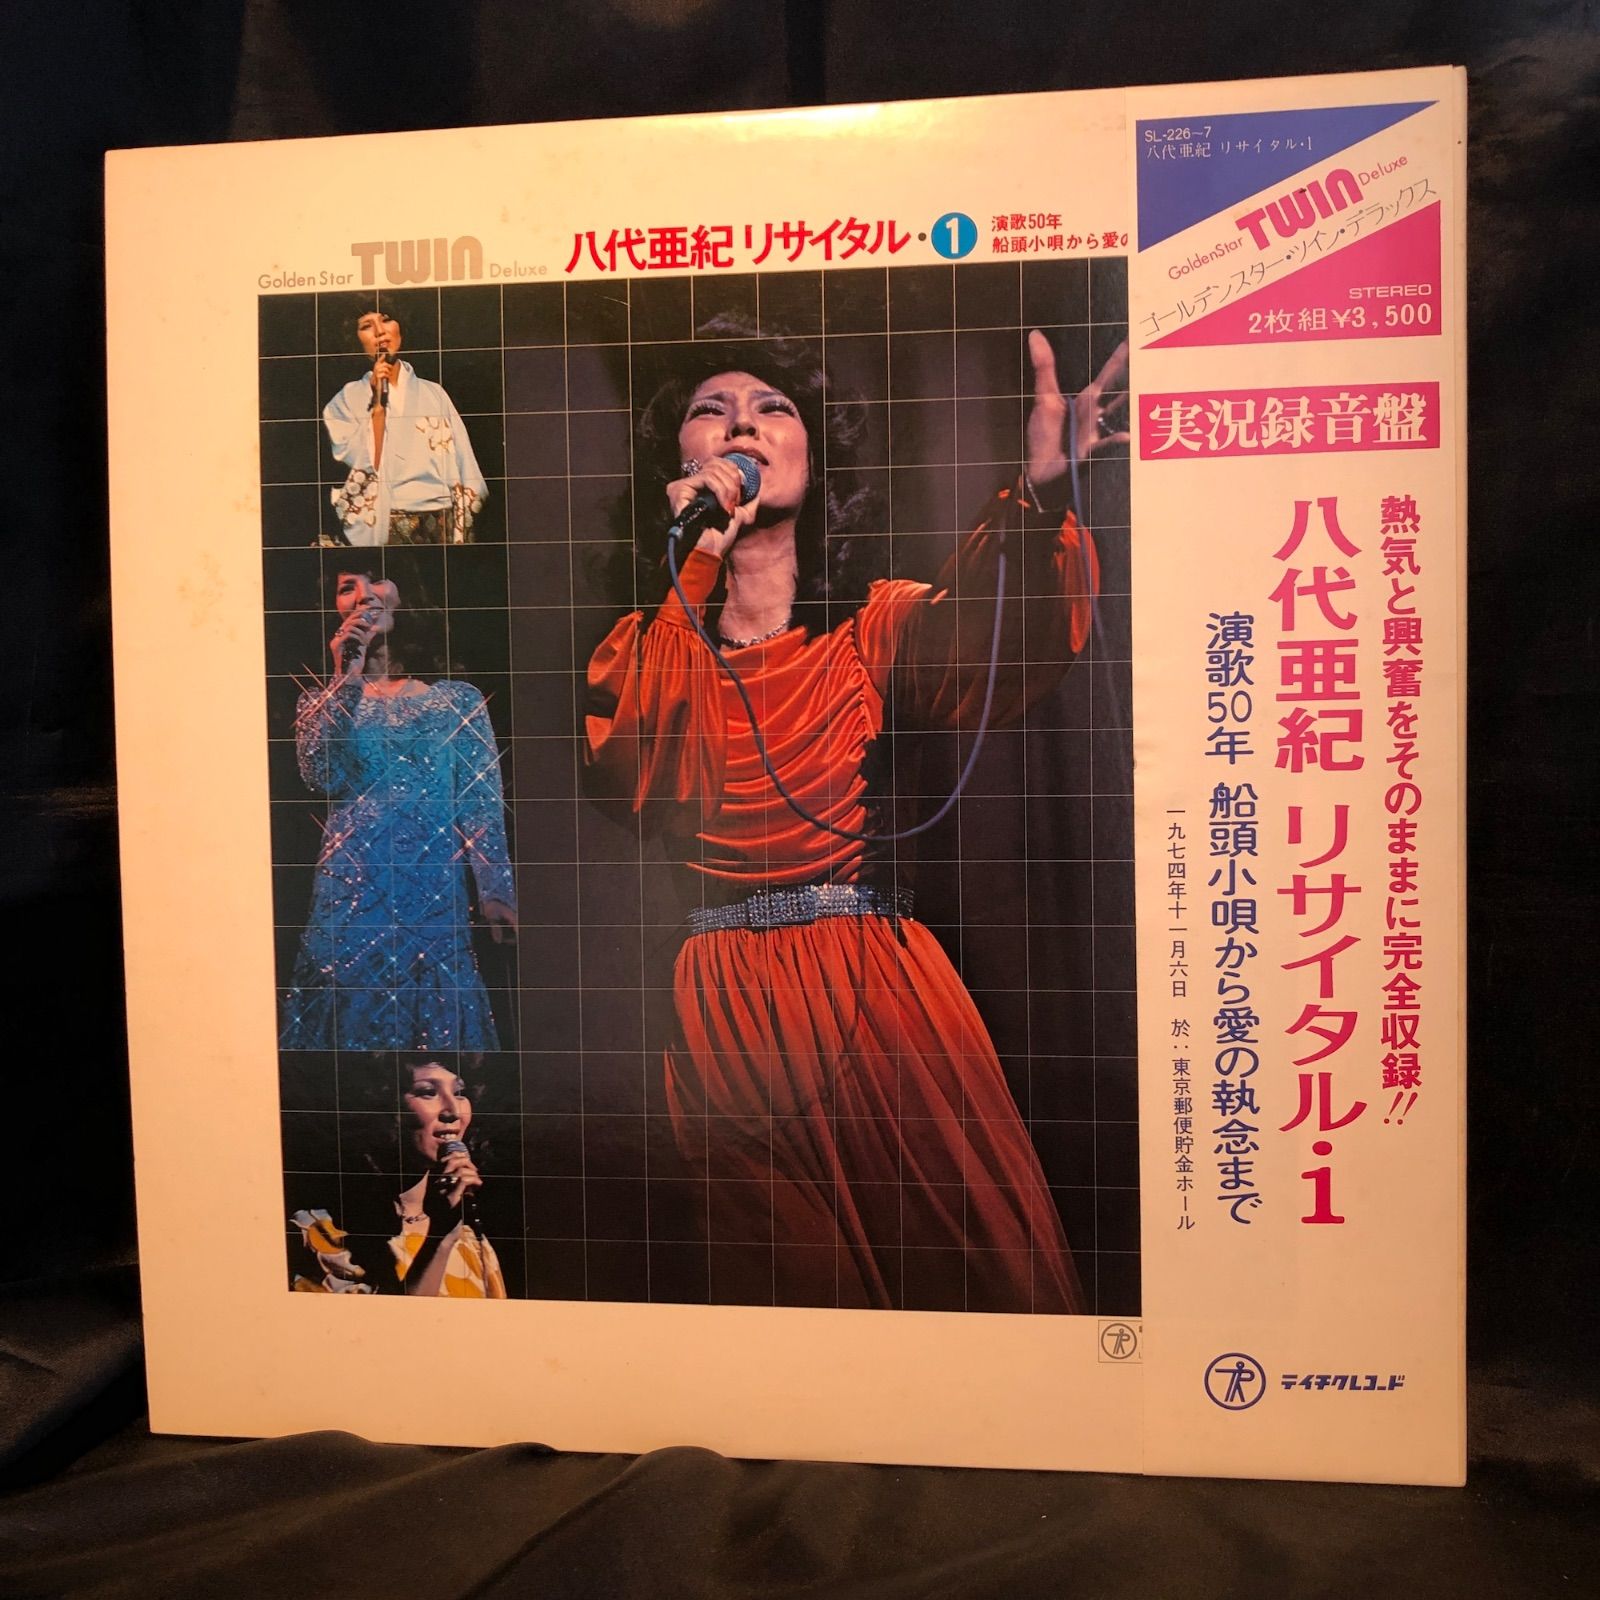 Golden Star TWIN Deluxe
八代亜紀 リサイタル・1
演歌50年
船頭小唄から愛の
SL-226~7
八代亜紀 リサイタル・1
GoldenStar TWIN Deluxe
ゴールデンスター・ツイン・デラックス
STEREO
2枚組¥3,500
実況録音盤
熱気と興奮をそのままに完全収録!!
八代亜紀 リサイタル・1
演歌50年 船頭小唄から愛の執念まで
一九七四年十一月六日 於:東京郵便貯金ホール
テイチクレコード